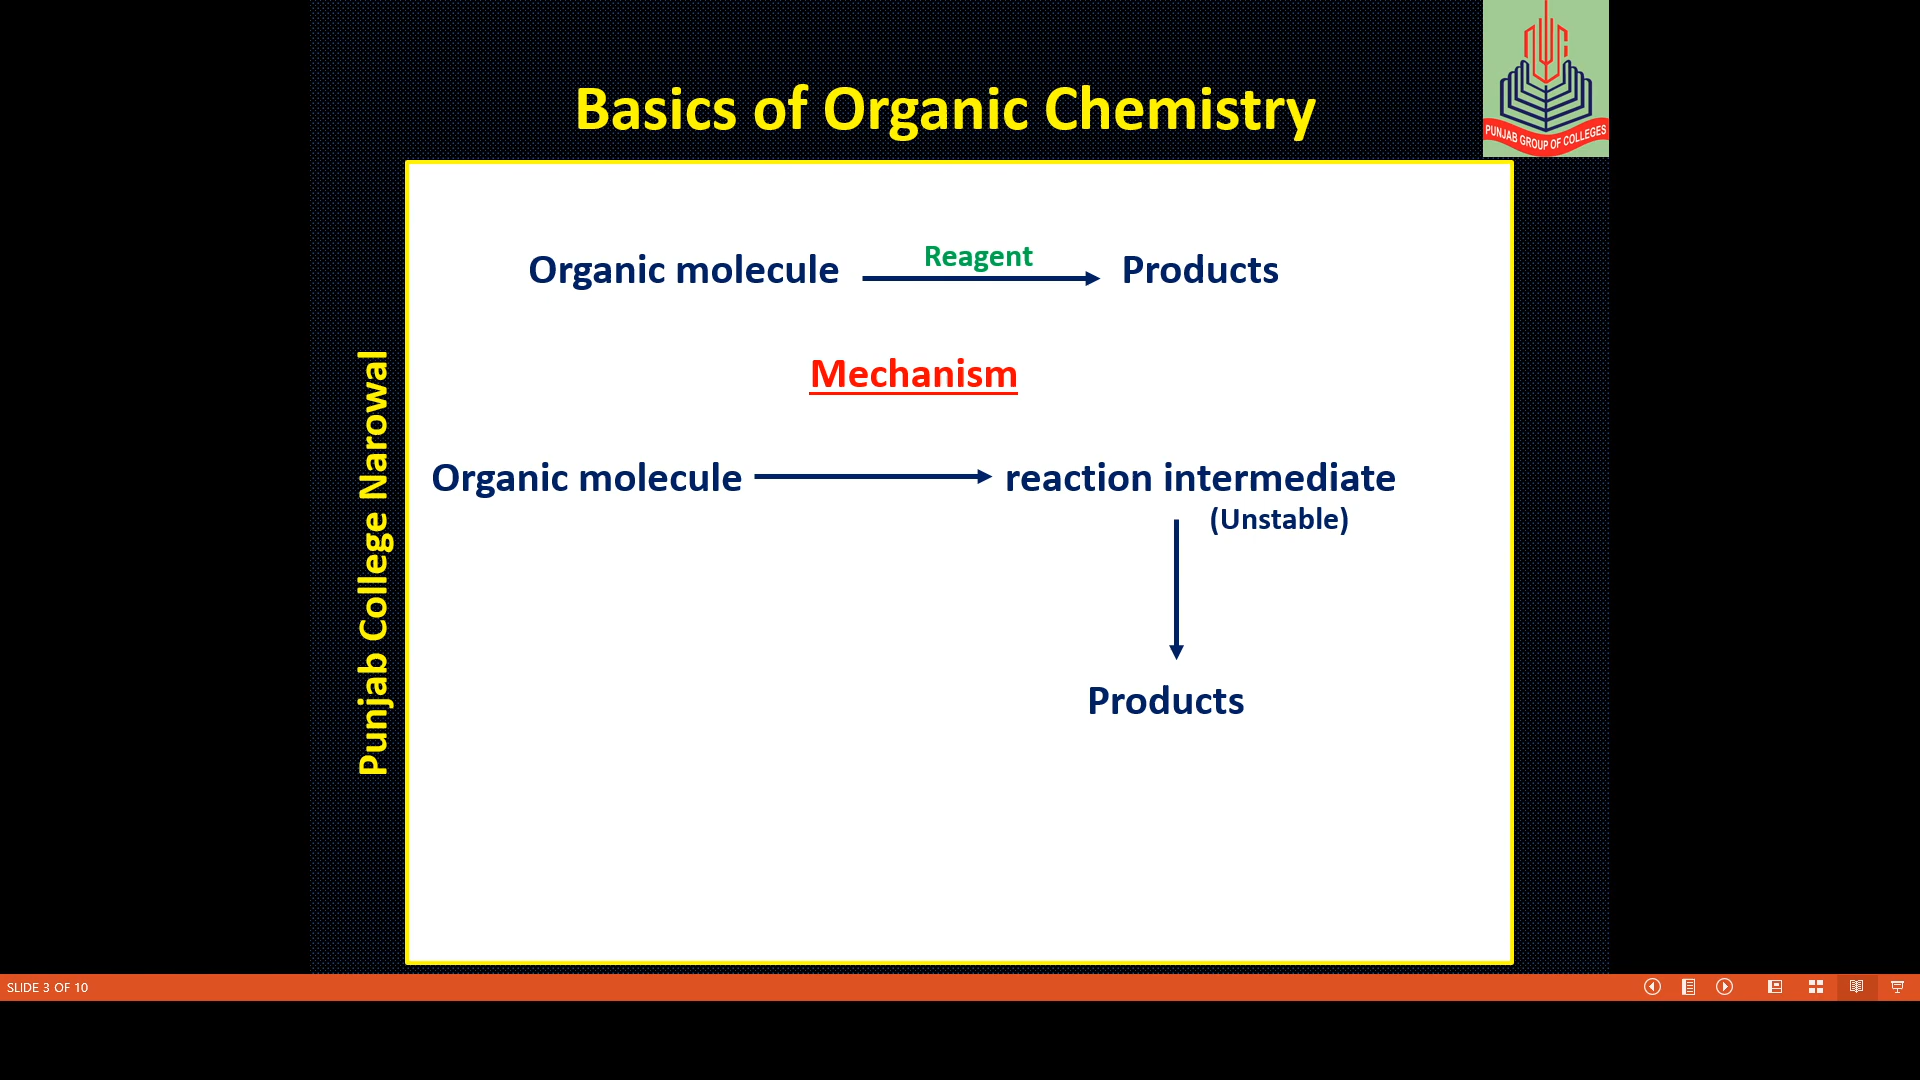 Basics of Organic Chemistry
PUNJAB GROUP OF COLLEGES
Punjab College Narowal
Organic molecule Reagent Products
Mechanism
Organic molecule reaction intermediate
(Unstable)
Products
SLIDE 3 OF 10